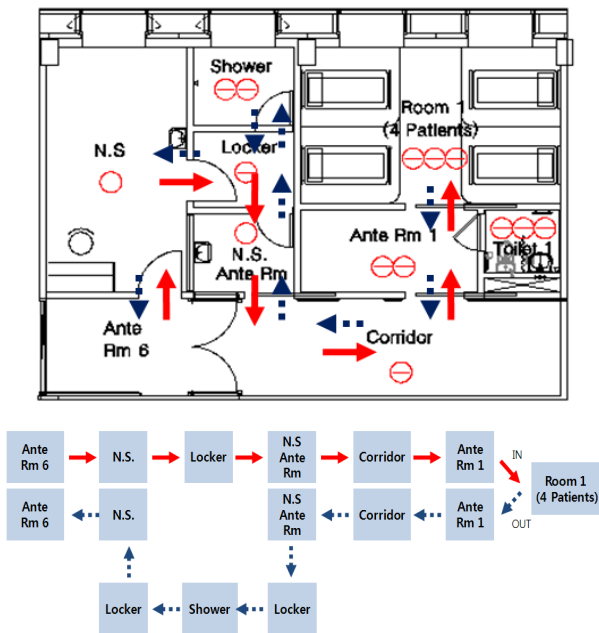 Shower
Room 1
(4 Patients)
N.S
Locker
Ante Rm 1
Toilet 1
N.S.
Ante Rm
Ante
Rm 6
Corridor
Ante
Rm 6
N.S.
Locker
N.S
Ante
Rm
Corridor
Ante
Rm 1
IN
Room 1
(4 Patients)
Ante
Rm 6
N.S.
N.S
Ante
Rm
Corridor
Ante
Rm 1
OUT
Locker
Shower
Locker